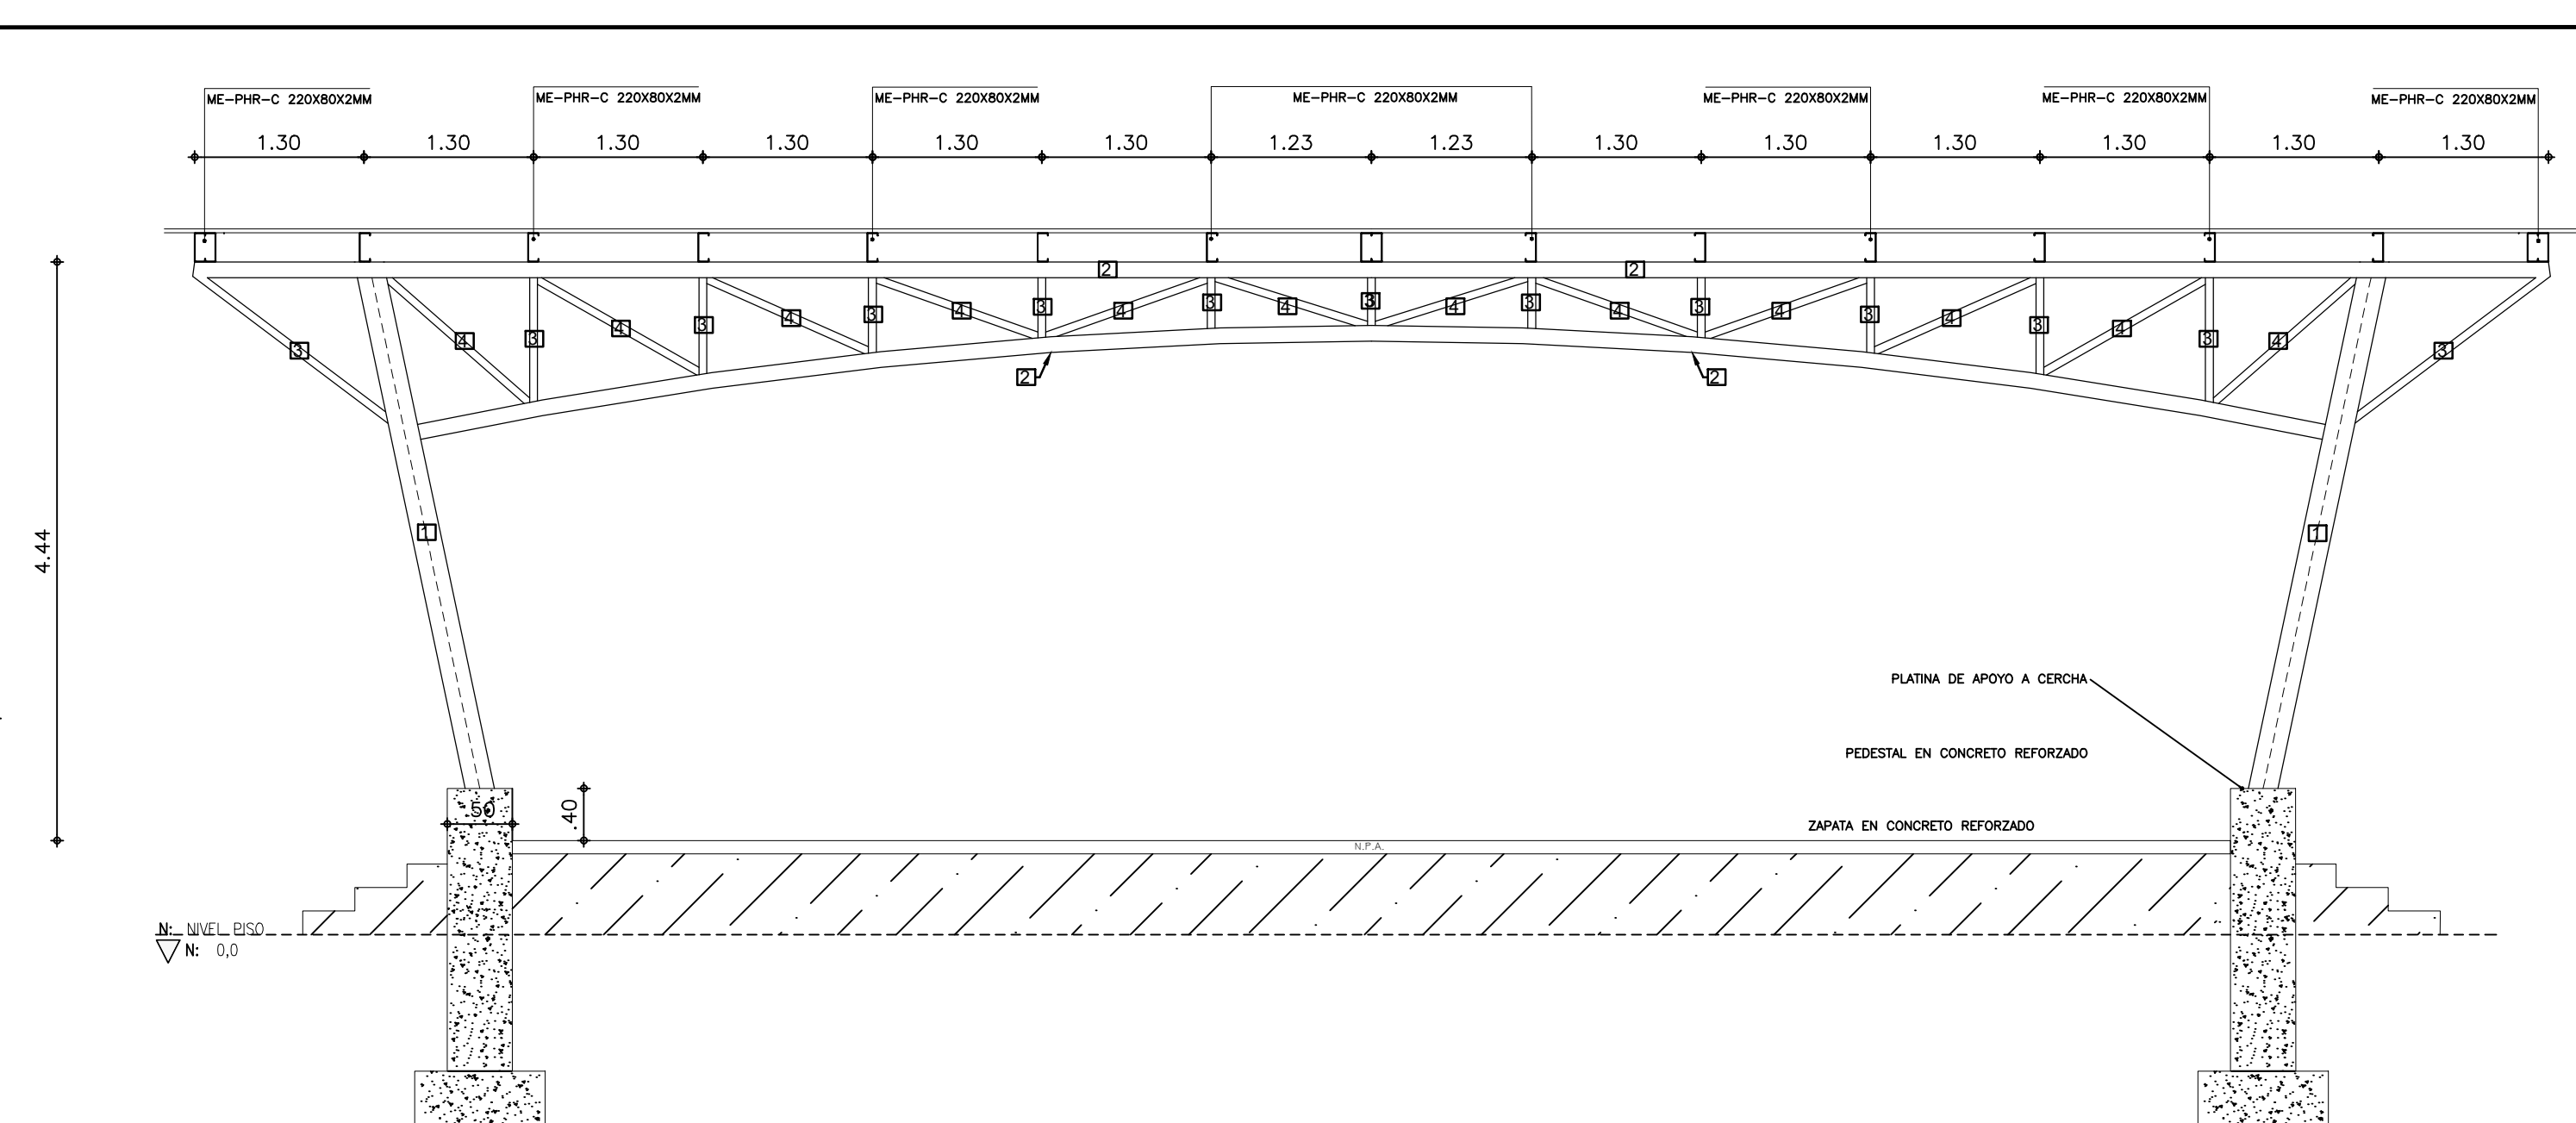 ME-PHR-C 220X80X2MM ME-PHR-C 220X80X2MM ME-PHR-C 220X80X2MM ME-PHR-C 220X80X2MM ME-PHR-C 220X80X2MM ME-PHR-C 220X80X2MM ME-PHR-C 220X80X2MM
1.30 1.30 1.30 1.30 1.30 1.30 1.23 1.23 1.30 1.30 1.30 1.30 1.30 1.30
2 2
3 4 3 4 3 4 3 4 3 4 3 4 3 4 3 4 3 4 3 4 3 4 3 4 3
2 2
1 1
4.44
PLATINA DE APOYO A CERCHA
PEDESTAL EN CONCRETO REFORZADO
50
.40
ZAPATA EN CONCRETO REFORZADO
N.P.A.
N: NIVEL PISO
N: 0,0